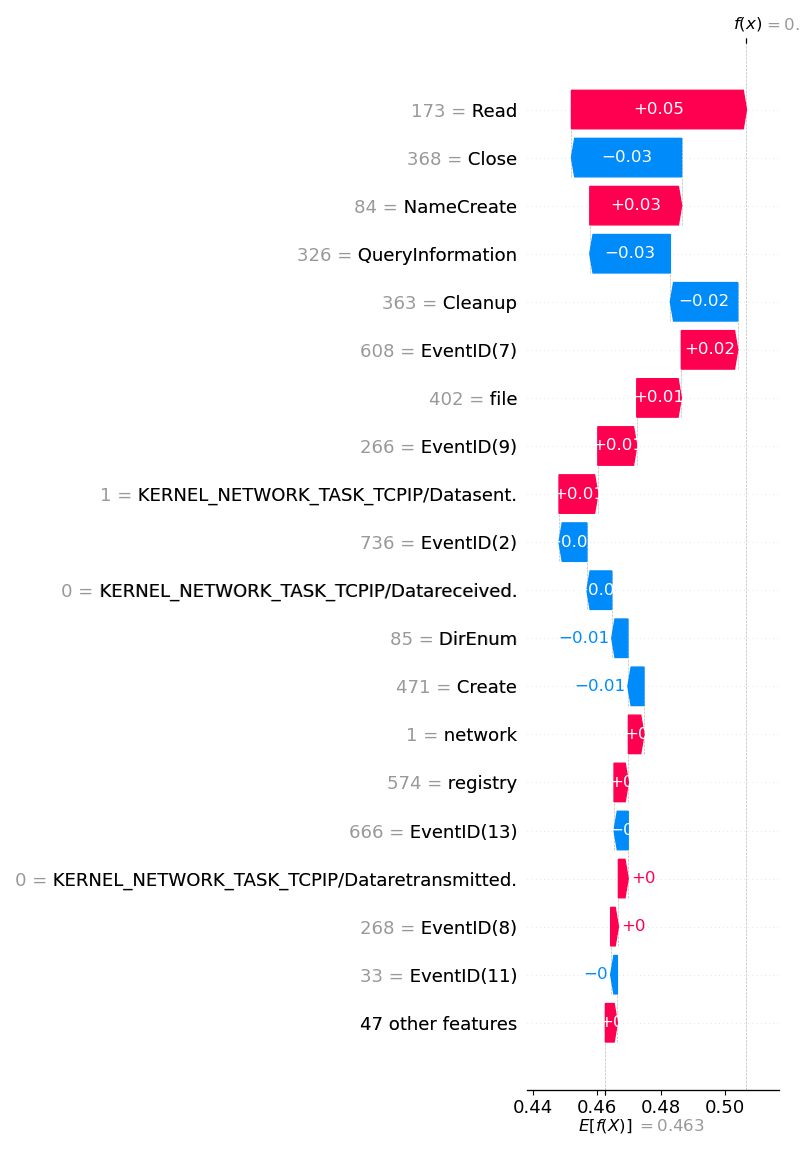 f(x) = 0.
173 = Read +0.05
368 = Close −0.03
84 = NameCreate +0.03
326 = QueryInformation −0.03
363 = Cleanup −0.02
608 = EventID(7) +0.02
402 = file +0.01
266 = EventID(9) +0.01
1 = KERNEL_NETWORK_TASK_TCPIP/Datasent. +0.01
736 = EventID(2)
0 = KERNEL_NETWORK_TASK_TCPIP/Datareceived.
85 = DirEnum −0.01
471 = Create −0.01
1 = network +0
574 = registry +0
666 = EventID(13) −0
0 = KERNEL_NETWORK_TASK_TCPIP/Dataretransmitted. +0
268 = EventID(8) +0
33 = EventID(11) −0
47 other features +0
0.44 0.46 0.48 0.50
E[f(X)] = 0.463